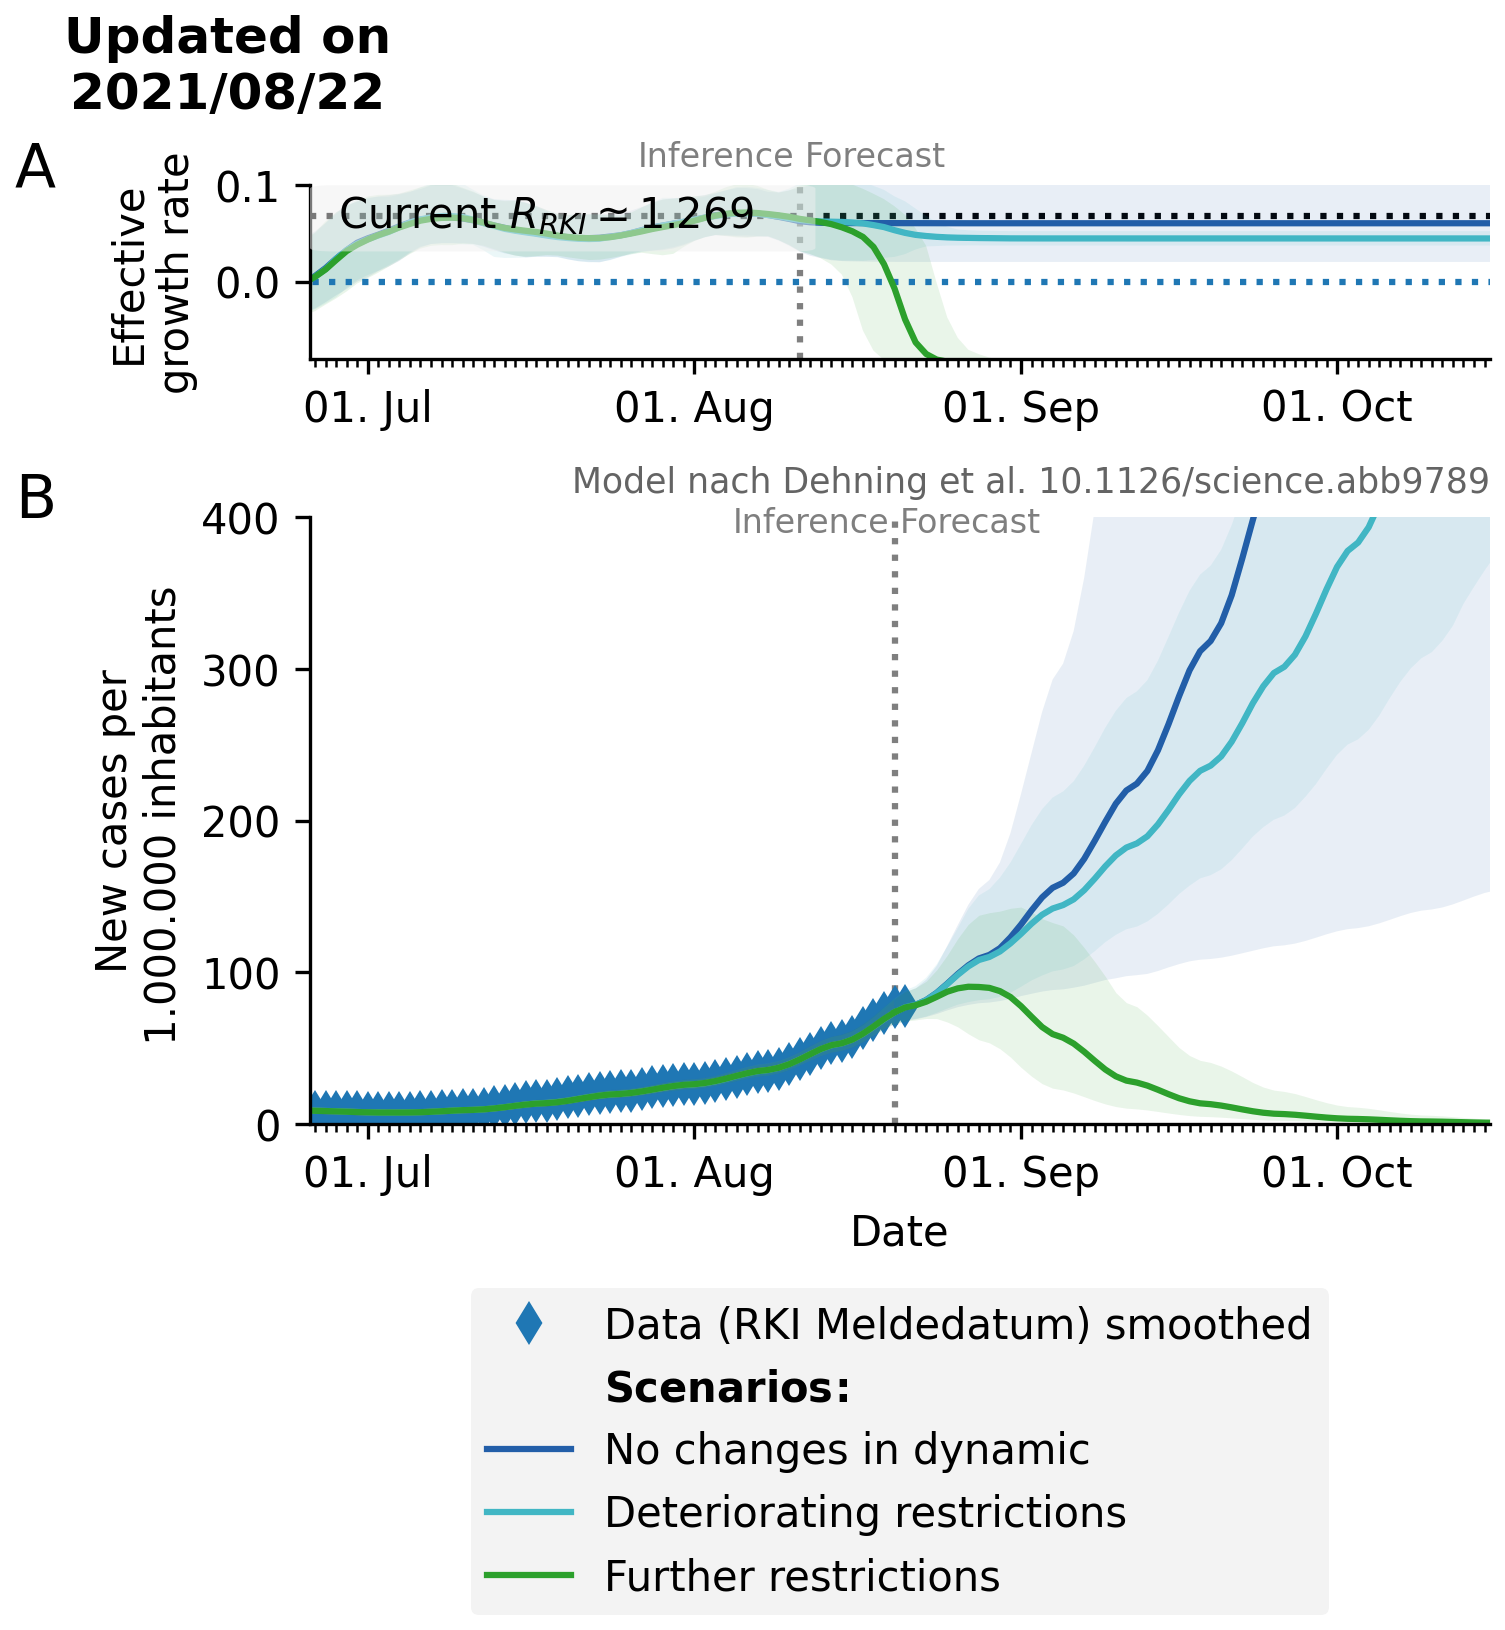 Updated on
2021/08/22
A
Inference Forecast
Effective
growth rate
0.1
0.0
Current R_RKI ≃ 1.269
01. Jul
01. Aug
01. Sep
01. Oct
B
Model nach Dehning et al. 10.1126/science.abb9789
Inference Forecast
New cases per
1.000.000 inhabitants
400
300
200
100
0
01. Jul
01. Aug
01. Sep
01. Oct
Date
Data (RKI Meldedatum) smoothed
Scenarios:
No changes in dynamic
Deteriorating restrictions
Further restrictions